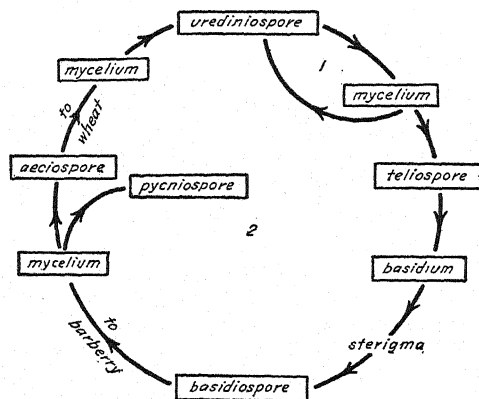 urediniospore
mycelium
1
mycelium
to
wheat
aeciospore
pycniospore
teliospore
2
mycelium
basidium
to
barberry
sterigma
basidiospore